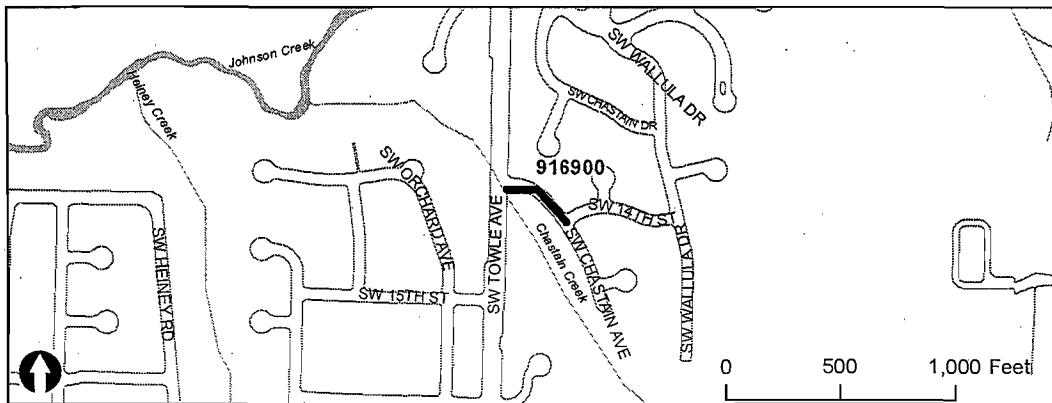 Johnson Creek
Heiney Creek
SW WALLULA DR
SW CHASTAIN DR
916900
SW ORCHARD AVE
SW TOWLE AVE
SW 14TH ST
SW HEINEY RD
Chastain Creek
SW CHASTAIN AVE
SW WALLULA DR
SW 15TH ST
0 500 1,000 Feet